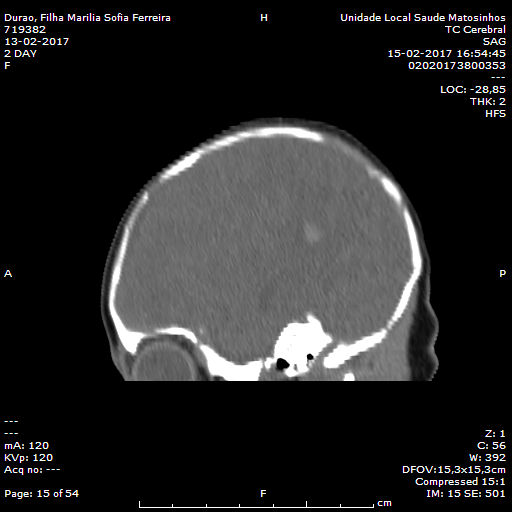 Durao, Filha Marilia Sofia Ferreira
719382
13-02-2017
2 DAY
F
H
Unidade Local Saude Matosinhos
TC Cerebral
SAG
15-02-2017 16:54:45
02020173800353
---
LOC: -28,85
THK: 2
HFS
A
P
---
---
mA: 120
KVp: 120
Acq no: ---
Page: 15 of 54
F
cm
Z: 1
C: 56
W: 392
DFOV:15,3x15,3cm
Compressed 15:1
IM: 15 SE: 501